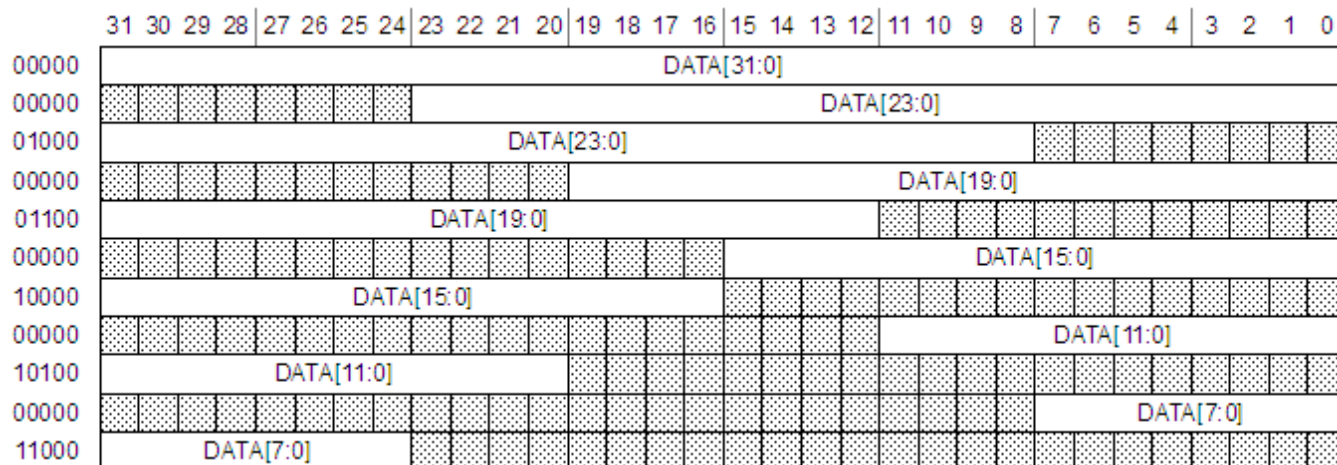 31 30 29 28 27 26 25 24 23 22 21 20 19 18 17 16 15 14 13 12 11 10 9 8 7 6 5 4 3 2 1 0
00000 DATA[31:0]
00000 DATA[23:0]
01000 DATA[23:0]
00000 DATA[19:0]
01100 DATA[19:0]
00000 DATA[15:0]
10000 DATA[15:0]
00000 DATA[11:0]
10100 DATA[11:0]
00000 DATA[7:0]
11000 DATA[7:0]